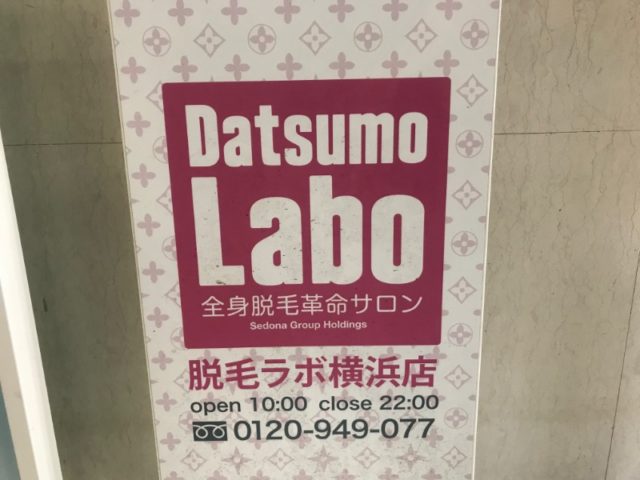 Datsumo
Labo
全身脱毛革命サロン
Sedona Group Holdings
脱毛ラボ横浜店
open 10:00 close 22:00
0120-949-077